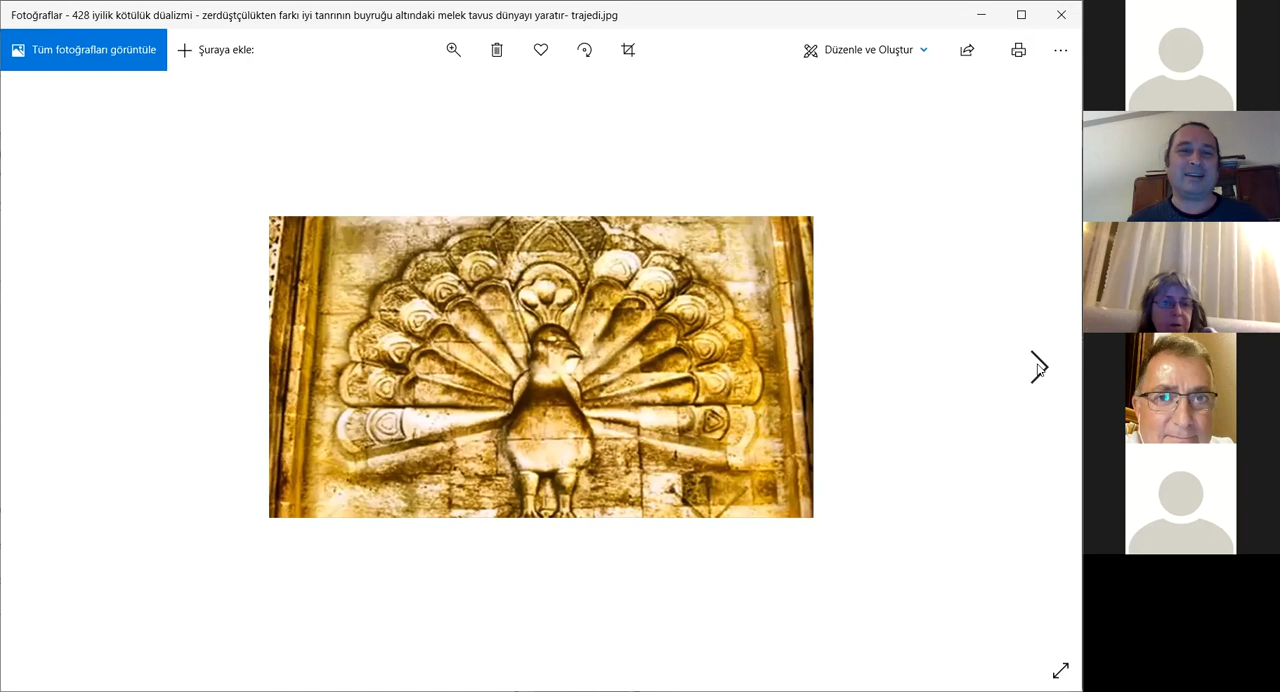 Fotoğraflar - 428 iyilik kötülük düalizmi - zerdüştçülükten farkı iyi tanrının buyruğu altındaki melek tavus dünyayı yaratır- trajedi.jpg
Tüm fotoğrafları görüntüle
Şuraya ekle:
Düzenle ve Oluştur